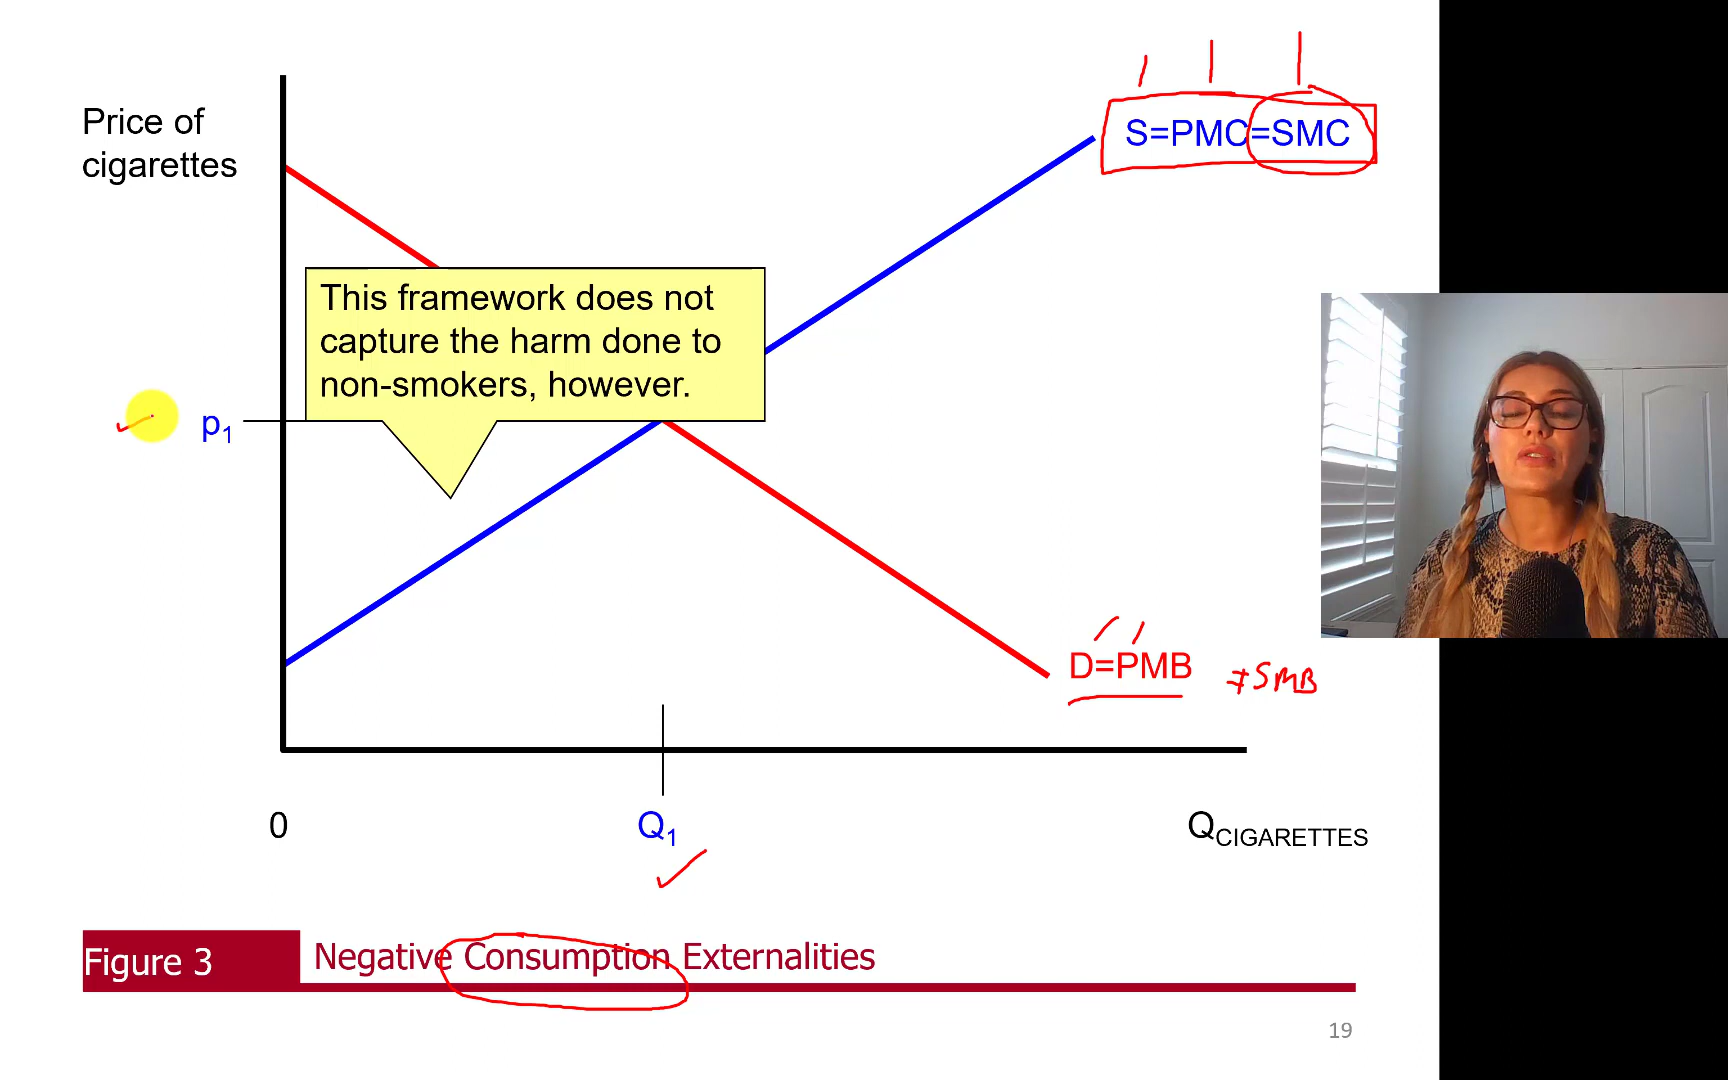 Price of
cigarettes
S=PMC=SMC
This framework does not
capture the harm done to
non-smokers, however.
p₁
D=PMB ≠SMB
0
Q₁
Q_CIGARETTES
Figure 3
Negative Consumption Externalities
19